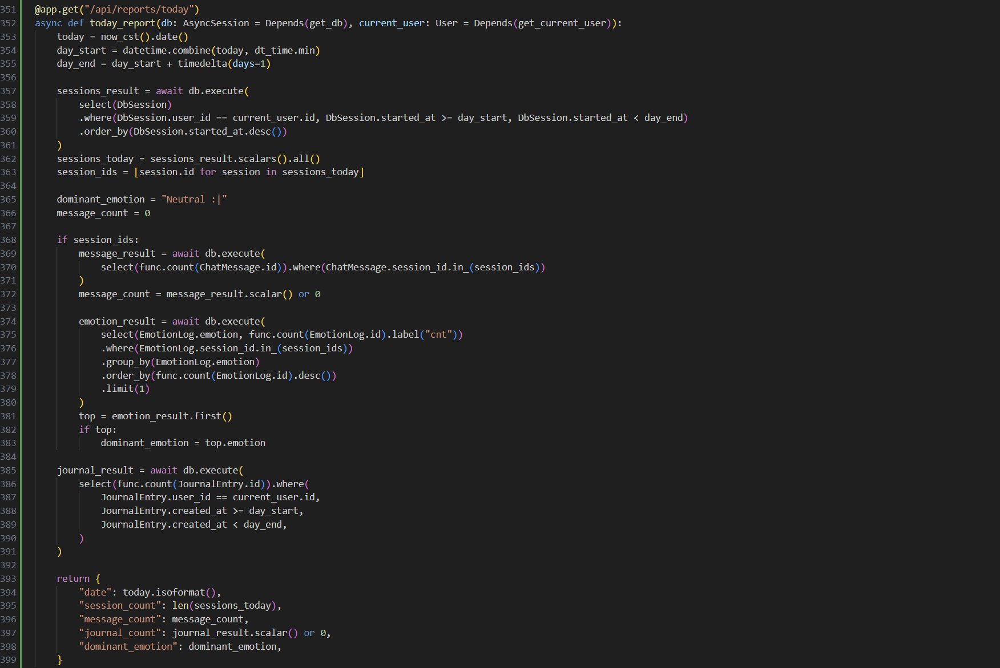 351 @app.get("/api/reports/today")
352 async def today_report(db: AsyncSession = Depends(get_db), current_user: User = Depends(get_current_user)):
353     today = now_cst().date()
354     day_start = datetime.combine(today, dt_time.min)
355     day_end = day_start + timedelta(days=1)
356
357     sessions_result = await db.execute(
358         select(DbSession)
359         .where(DbSession.user_id == current_user.id, DbSession.started_at >= day_start, DbSession.started_at < day_end)
360         .order_by(DbSession.started_at.desc())
361     )
362     sessions_today = sessions_result.scalars().all()
363     session_ids = [session.id for session in sessions_today]
364
365     dominant_emotion = "Neutral :|"
366     message_count = 0
367
368     if session_ids:
369         message_result = await db.execute(
370             select(func.count(ChatMessage.id)).where(ChatMessage.session_id.in_(session_ids))
371         )
372         message_count = message_result.scalar() or 0
373
374         emotion_result = await db.execute(
375             select(EmotionLog.emotion, func.count(EmotionLog.id).label("cnt"))
376             .where(EmotionLog.session_id.in_(session_ids))
377             .group_by(EmotionLog.emotion)
378             .order_by(func.count(EmotionLog.id).desc())
379             .limit(1)
380         )
381         top = emotion_result.first()
382         if top:
383             dominant_emotion = top.emotion
384
385     journal_result = await db.execute(
386         select(func.count(JournalEntry.id)).where(
387             JournalEntry.user_id == current_user.id,
388             JournalEntry.created_at >= day_start,
389             JournalEntry.created_at < day_end,
390         )
391     )
392
393     return {
394         "date": today.isoformat(),
395         "session_count": len(sessions_today),
396         "message_count": message_count,
397         "journal_count": journal_result.scalar() or 0,
398         "dominant_emotion": dominant_emotion,
399     }